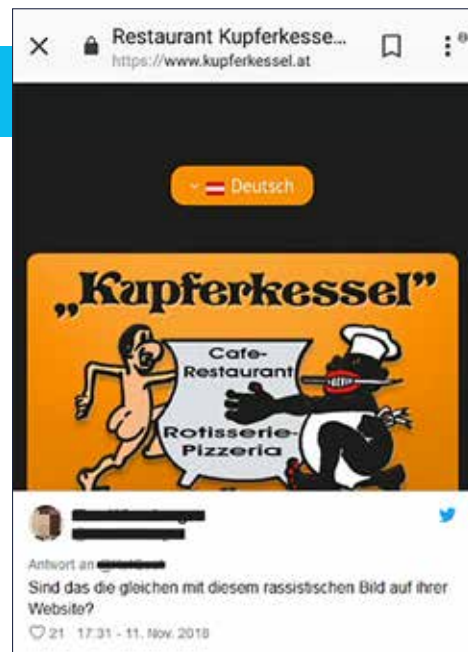 Restaurant Kupferkesse...
https://www.kupferkessel.at
Deutsch
„Kupferkessel”
Cafe-
Restaurant
Rotisserie-
Pizzeria
Antwort an
Sind das die gleichen mit diesem rassistischen Bild auf ihrer
Website?
21 17:31 - 11. Nov. 2018